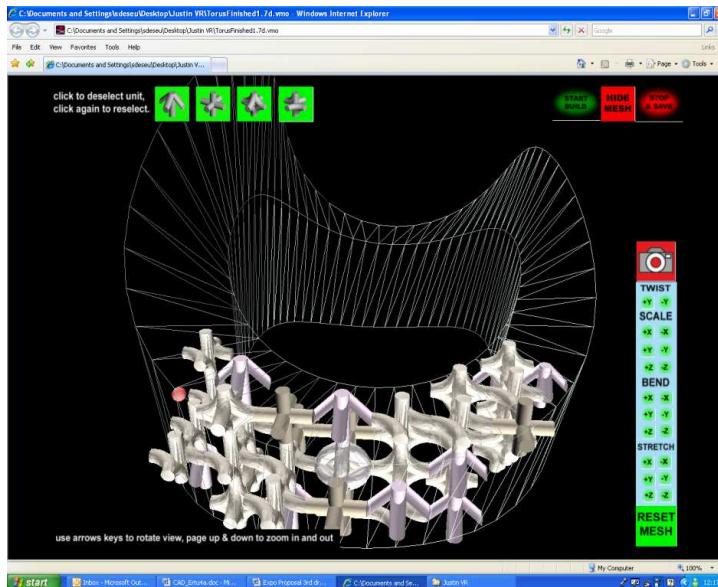 C:\Documents and Settings\sdeseu\Desktop\Justin VR\TorusFinished1.7d.vmo - Windows Internet Explorer
C:\Documents and Settings\sdeseu\Desktop\Justin VR\TorusFinished1.7d.vmo
Google
File Edit View Favorites Tools Help
Links
C:\Documents and Settings\sdeseu\Desktop\Justin V...
Page Tools
click to deselect unit,
click again to reselect.
START
BUILD
HIDE
MESH
STOP
& SAVE
TWIST
+Y -Y
SCALE
+X -X
+Y -Y
+Z -Z
BEND
+X -X
+Y -Y
+Z -Z
STRETCH
+X -X
+Y -Y
+Z -Z
RESET
MESH
use arrows keys to rotate view, page up & down to zoom in and out
My Computer
100%
start
Inbox - Microsoft Out...
Expo Proposal 3rd dr...
C:\Documents and Se...
Justin VR